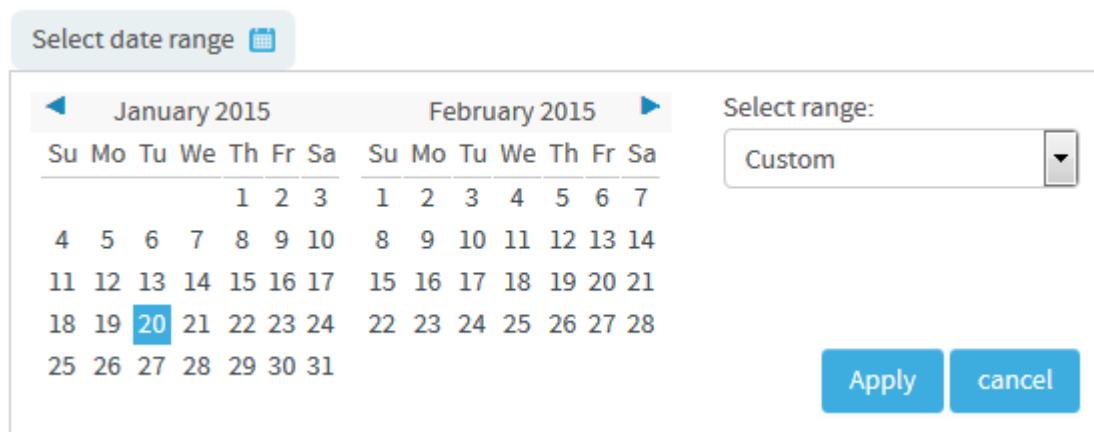 Select date range
January 2015 February 2015 Select range:
Su Mo Tu We Th Fr Sa Su Mo Tu We Th Fr Sa Custom
1 2 3 1 2 3 4 5 6 7
4 5 6 7 8 9 10 8 9 10 11 12 13 14
11 12 13 14 15 16 17 15 16 17 18 19 20 21
18 19 20 21 22 23 24 22 23 24 25 26 27 28
25 26 27 28 29 30 31
Apply cancel